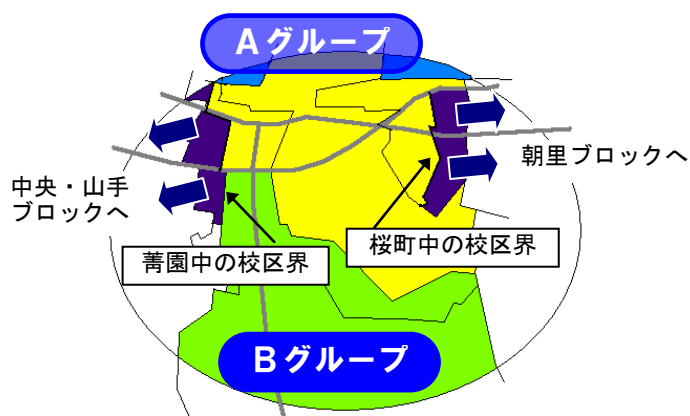 Aグループ
朝里ブロックへ
中央・山手
ブロックへ
桜町中の校区界
菁園中の校区界
Bグループ